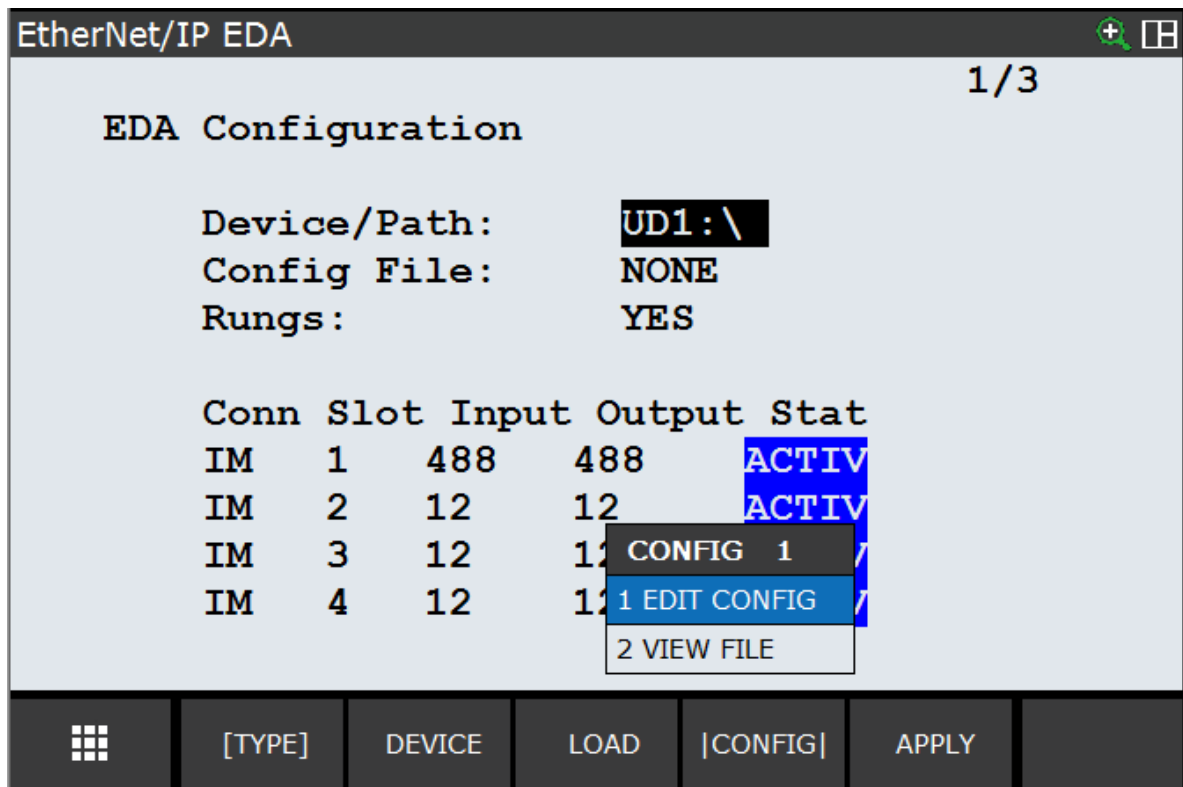 EtherNet/IP EDA
1/3
EDA Configuration
Device/Path: UD1:\
Config File: NONE
Rungs: YES
Conn Slot Input Output Stat
IM 1 488 488 ACTIV
IM 2 12 12 ACTIV
IM 3 12
IM 4 12
CONFIG 1
1 EDIT CONFIG
2 VIEW FILE
[TYPE] DEVICE LOAD |CONFIG| APPLY